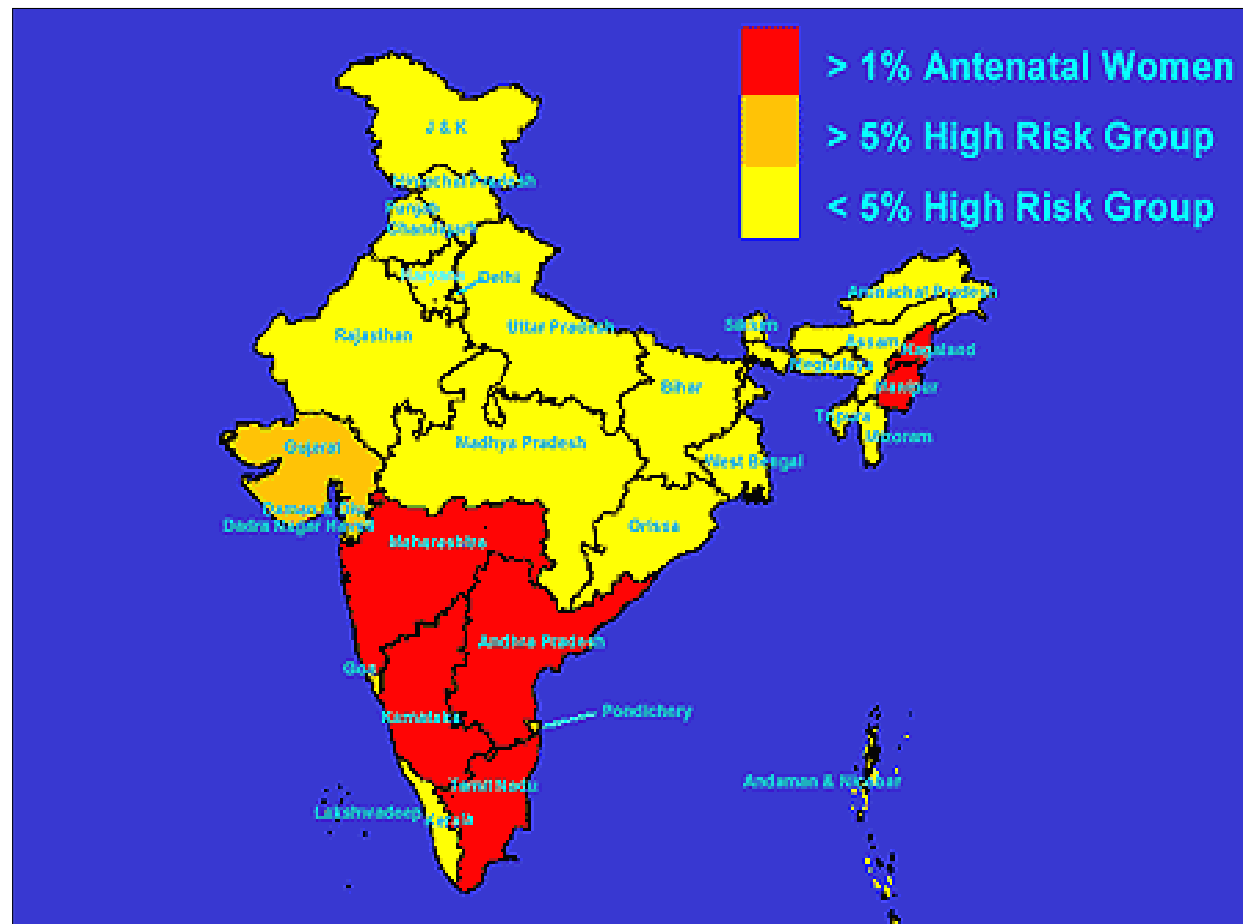 > 1% Antenatal Women
> 5% High Risk Group
< 5% High Risk Group
J & K
Himachal Pradesh
Punjab
Chandigarh
Haryana
Delhi
Rajasthan
Uttar Pradesh
Sikkim
Arunachal Pradesh
Assam
Nagaland
Meghalaya
Bihar
Manipur
Tripura
Mizoram
Gujarat
Madhya Pradesh
West Bengal
Daman & Diu
Dadra Nagar Haveli
Orissa
Maharashtra
Andhra Pradesh
Goa
Karnataka
Pondichery
Tamil Nadu
Andaman & Nikobar
Lakshwadeep
Kerala